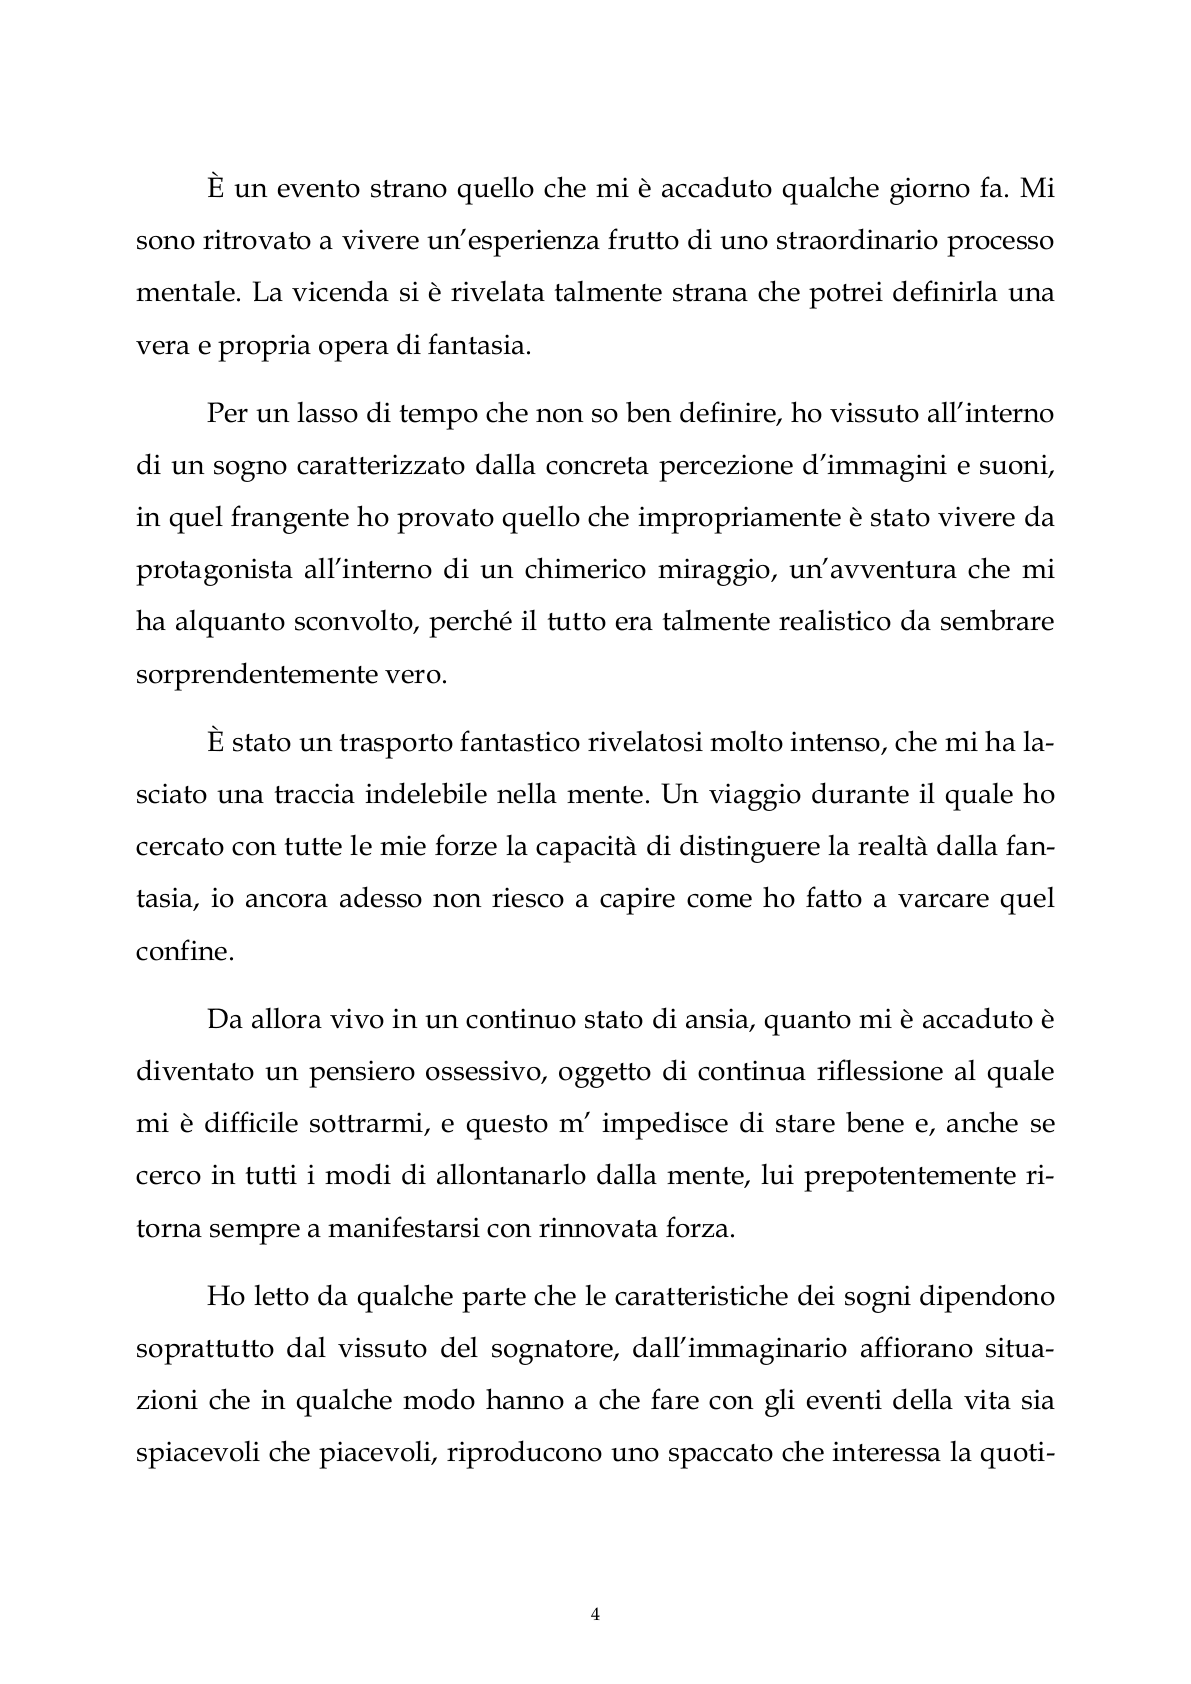 È un evento strano quello che mi è accaduto qualche giorno fa. Mi
sono ritrovato a vivere un’esperienza frutto di uno straordinario processo
mentale. La vicenda si è rivelata talmente strana che potrei definirla una
vera e propria opera di fantasia.
Per un lasso di tempo che non so ben definire, ho vissuto all’interno
di un sogno caratterizzato dalla concreta percezione d’immagini e suoni,
in quel frangente ho provato quello che impropriamente è stato vivere da
protagonista all’interno di un chimerico miraggio, un’avventura che mi
ha alquanto sconvolto, perché il tutto era talmente realistico da sembrare
sorprendentemente vero.
È stato un trasporto fantastico rivelatosi molto intenso, che mi ha la-
sciato una traccia indelebile nella mente. Un viaggio durante il quale ho
cercato con tutte le mie forze la capacità di distinguere la realtà dalla fan-
tasia, io ancora adesso non riesco a capire come ho fatto a varcare quel
confine.
Da allora vivo in un continuo stato di ansia, quanto mi è accaduto è
diventato un pensiero ossessivo, oggetto di continua riflessione al quale
mi è difficile sottrarmi, e questo m’ impedisce di stare bene e, anche se
cerco in tutti i modi di allontanarlo dalla mente, lui prepotentemente ri-
torna sempre a manifestarsi con rinnovata forza.
Ho letto da qualche parte che le caratteristiche dei sogni dipendono
soprattutto dal vissuto del sognatore, dall’immaginario affiorano situa-
zioni che in qualche modo hanno a che fare con gli eventi della vita sia
spiacevoli che piacevoli, riproducono uno spaccato che interessa la quoti-
4